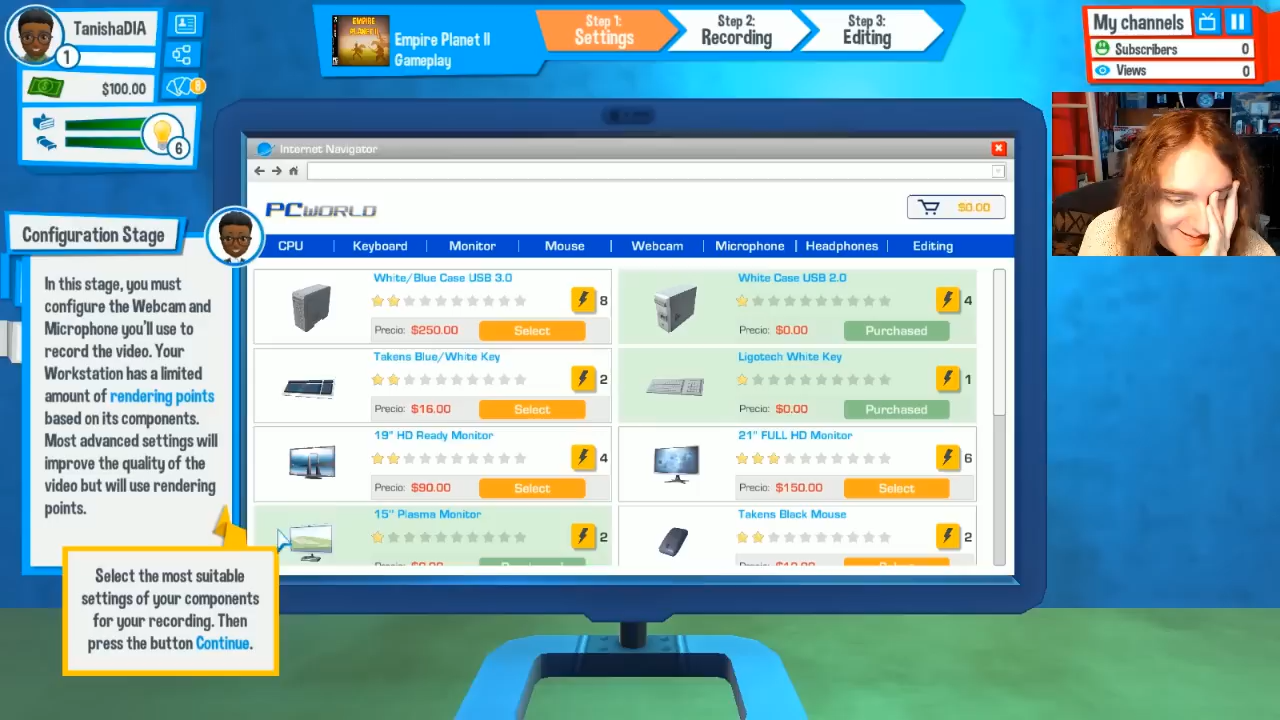 TanishaDIA
1
$100.00
8
6
EMPIRE
PLANET II
Empire Planet II
Gameplay
Step 1:
Settings
Step 2:
Recording
Step 3:
Editing
My channels
Subscribers 0
Views 0
Internet Navigator
PCWORLD
$0.00
CPU Keyboard Monitor Mouse Webcam Microphone Headphones Editing
White/Blue Case USB 3.0
8
Precio: $250.00 Select
White Case USB 2.0
4
Precio: $0.00 Purchased
Takens Blue/White Key
2
Precio: $16.00 Select
Ligotech White Key
1
Precio: $0.00 Purchased
19" HD Ready Monitor
4
Precio: $90.00 Select
21" FULL HD Monitor
6
Precio: $150.00 Select
15" Plasma Monitor
2
Takens Black Mouse
2
Configuration Stage
In this stage, you must
configure the Webcam and
Microphone you'll use to
record the video. Your
Workstation has a limited
amount of rendering points
based on its components.
Most advanced settings will
improve the quality of the
video but will use rendering
points.
Select the most suitable
settings of your components
for your recording. Then
press the button Continue.